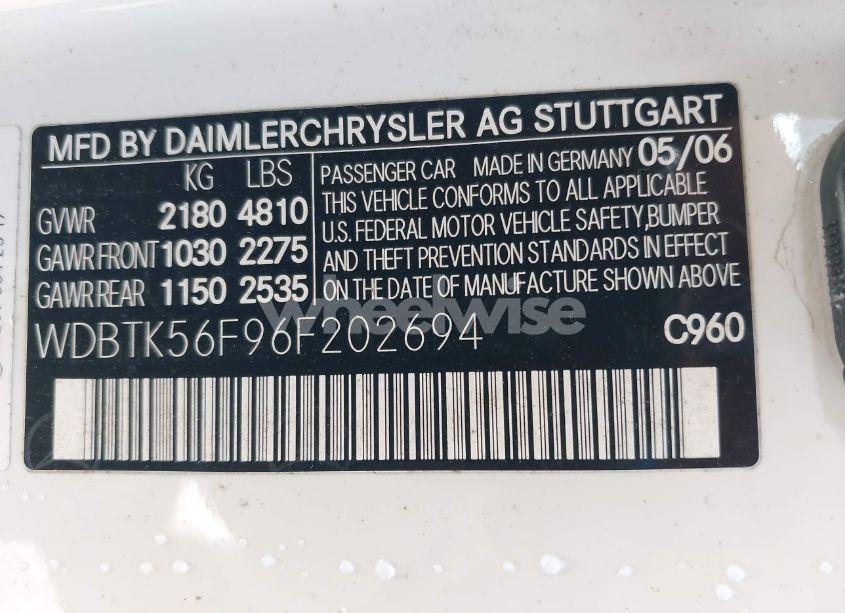 MFD BY DAIMLERCHRYSLER AG STUTTGART
KG LBS
GVWR 2180 4810
GAWR FRONT 1030 2275
GAWR REAR 1150 2535
PASSENGER CAR MADE IN GERMANY 05/06
THIS VEHICLE CONFORMS TO ALL APPLICABLE
U.S. FEDERAL MOTOR VEHICLE SAFETY,BUMPER
AND THEFT PREVENTION STANDARDS IN EFFECT
ON THE DATE OF MANUFACTURE SHOWN ABOVE
wheelwise
WDBTK56F96F202694 C960